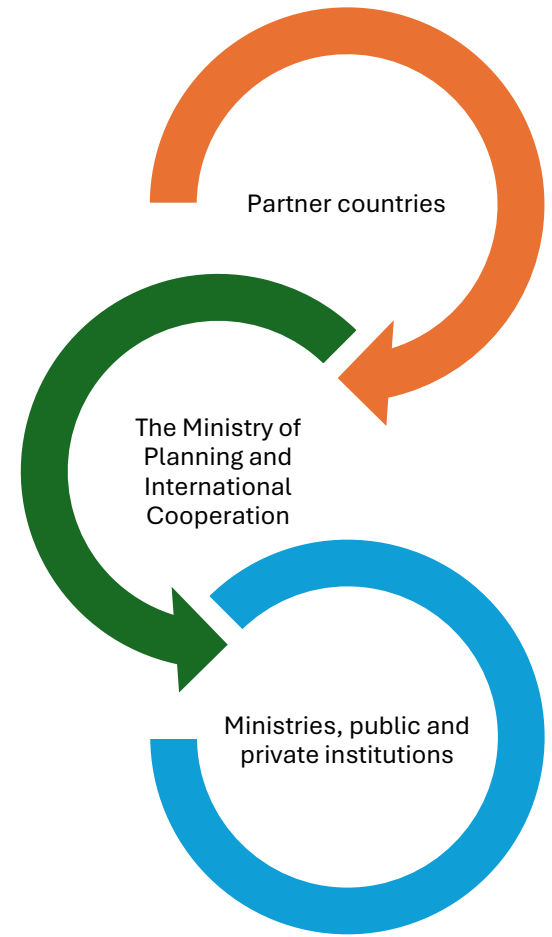 Partner countries
The Ministry of
Planning and
International
Cooperation
Ministries, public and
private institutions